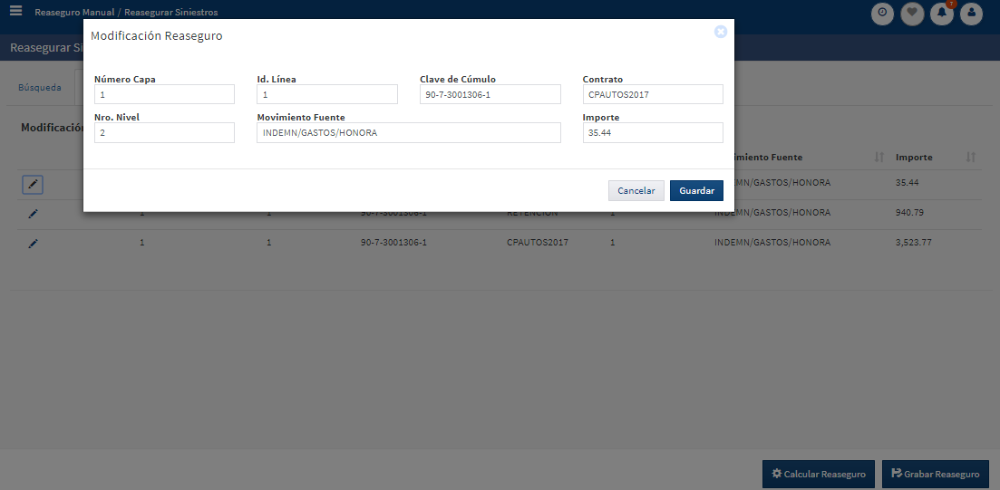 Reaseguro Manual / Reasegurar Siniestros
?
Reasegurar Si
Modificación Reaseguro
Búsqueda
Número Capa Id. Línea Clave de Cúmulo Contrato
1 1 90-7-3001306-1 CPAUTOS2017
Nro. Nivel Movimiento Fuente Importe
2 INDEMN/GASTOS/HONORA 35.44
Cancelar Guardar
Modificación
imiento Fuente Importe
EMN/GASTOS/HONORA 35.44
1 1 90-7-3001306-1 RETENCION 1 INDEMN/GASTOS/HONORA 940.79
1 1 90-7-3001306-1 CPAUTOS2017 1 INDEMN/GASTOS/HONORA 3,523.77
Calcular Reaseguro Grabar Reaseguro